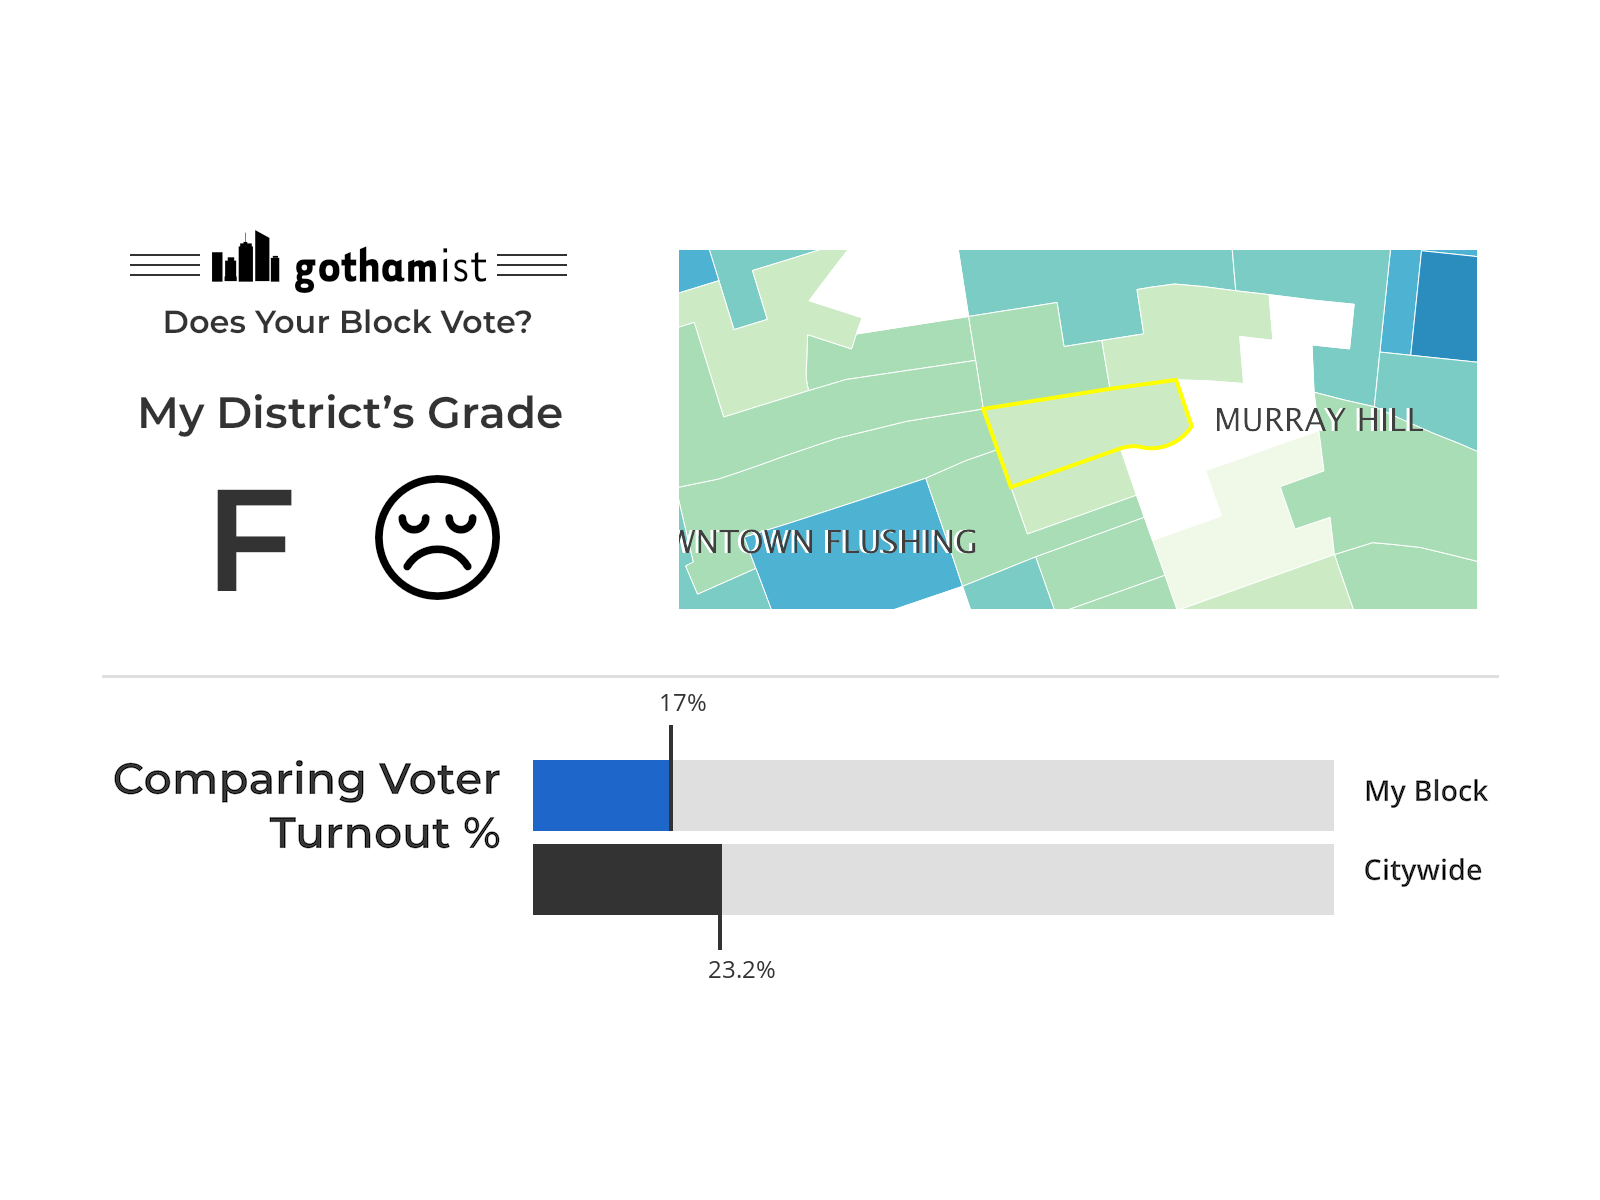 gothamist
Does Your Block Vote?
My District’s Grade
F
MURRAY HILL
WNTOWN FLUSHING
17%
Comparing Voter
Turnout %
My Block
Citywide
23.2%